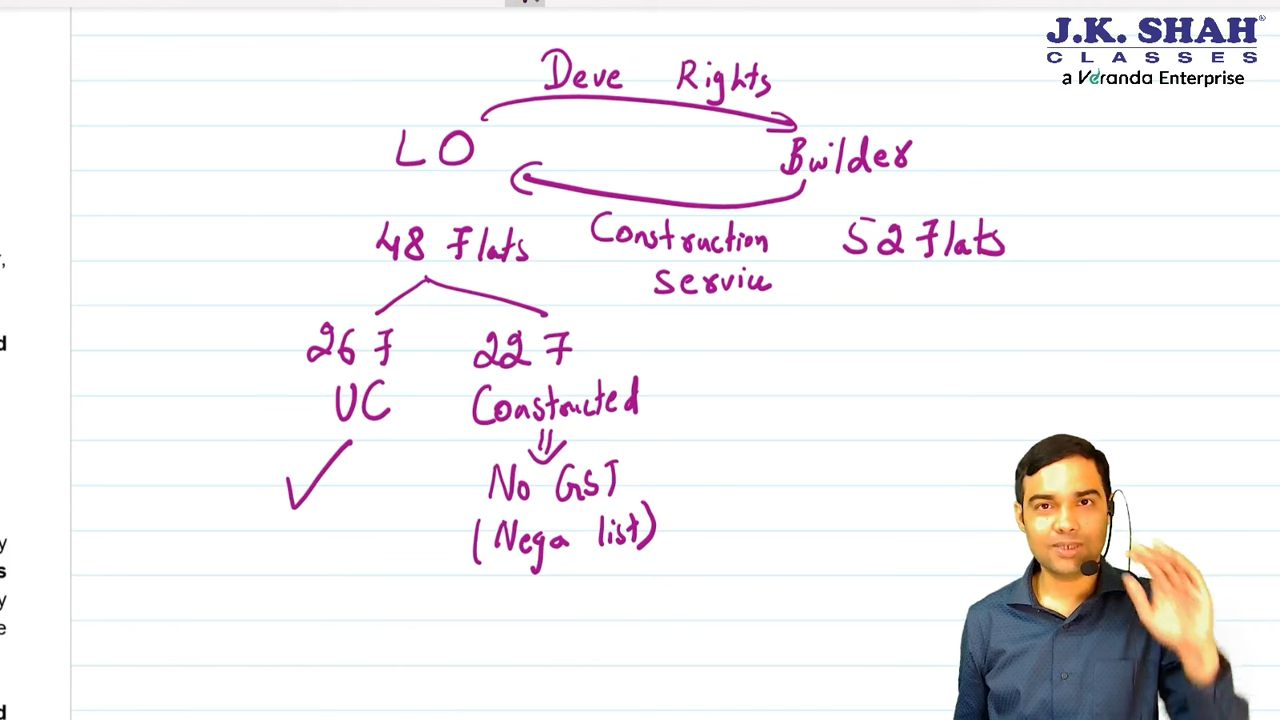 J.K. SHAH®
CLASSES
a Veranda Enterprise
Deve Rights
LO
Builder
48 Flats
Construction
service
52 Flats
26 F
22 F
UC
Constructed
No GST
(Nega list)
,
d
y
s
y
e
d